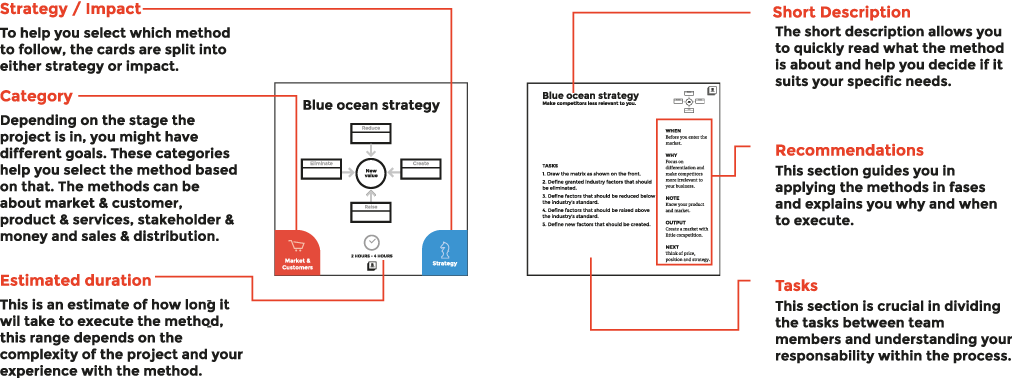 Strategy / Impact
To help you select which method
to follow, the cards are split into
either strategy or impact.
Category
Depending on the stage the
project is in, you might have
different goals. These categories
help you select the method based
on that. The methods can be
about market & customer,
product & services, stakeholder &
money and sales & distribution.
Estimated duration
This is an estimate of how long it
wil take to execute the method,
this range depends on the
complexity of the project and your
experience with the method.
Blue ocean strategy
Reduce
Eliminate
New
value
Create
Raise
2 HOURS - 4 HOURS
Market &
Customers
Strategy
Blue ocean strategy
Make competitors less relevant to you.
TASKS
1. Draw the matrix as shown on the front.
2. Define granted industry factors that should
be eliminated.
3. Define factors that should be reduced below
the industry's standard.
4. Define factors that should be raised above
the industry's standard.
5. Define new factors that should be created.
WHEN
Before you enter the
market.
WHY
Focus on
differentiation and
make competitors
more irrelevant to
your business.
NOTE
Know your product
and market.
OUTPUT
Create a market with
little competition.
NEXT
Think of price,
position and strategy.
Short Description
The short description allows you
to quickly read what the method
is about and help you decide if it
suits your specific needs.
Recommendations
This section guides you in
applying the methods in fases
and explains you why and when
to execute.
Tasks
This section is crucial in dividing
the tasks between team
members and understanding your
responsability within the process.